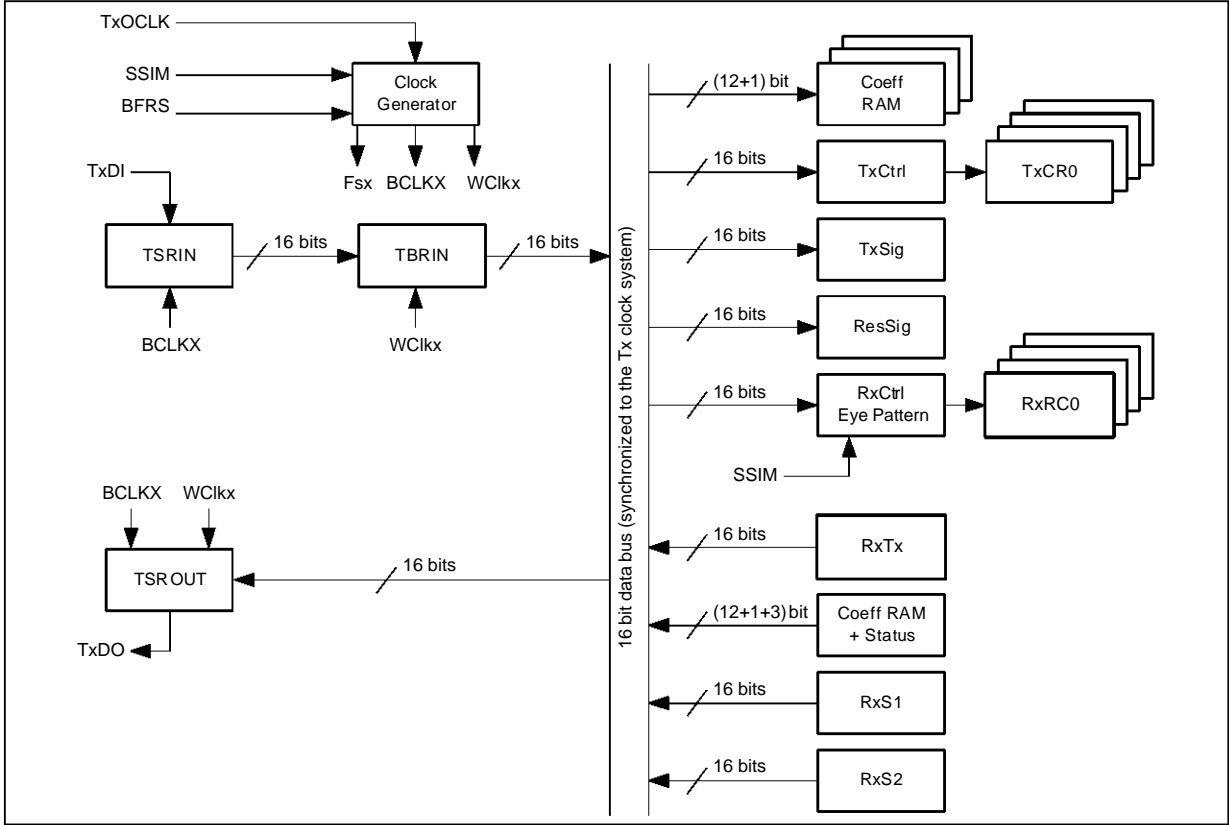 TxOCLK
SSIM
BFRS
Clock
Generator
Fsx BCLKX WClkx
TxDI
TSRIN
16 bits
TBRIN
16 bits
BCLKX
WClkx
BCLKX WClkx
TSROUT
16 bits
TxDO
16 bit data bus (synchronized to the Tx clock system)
(12+1) bit
Coeff
RAM
16 bits
TxCtrl
TxCR0
16 bits
TxSig
16 bits
ResSig
16 bits
RxCtrl
Eye Pattern
RxRC0
SSIM
16 bits
RxTx
(12+1+3) bit
Coeff RAM
+ Status
16 bits
RxS1
16 bits
RxS2